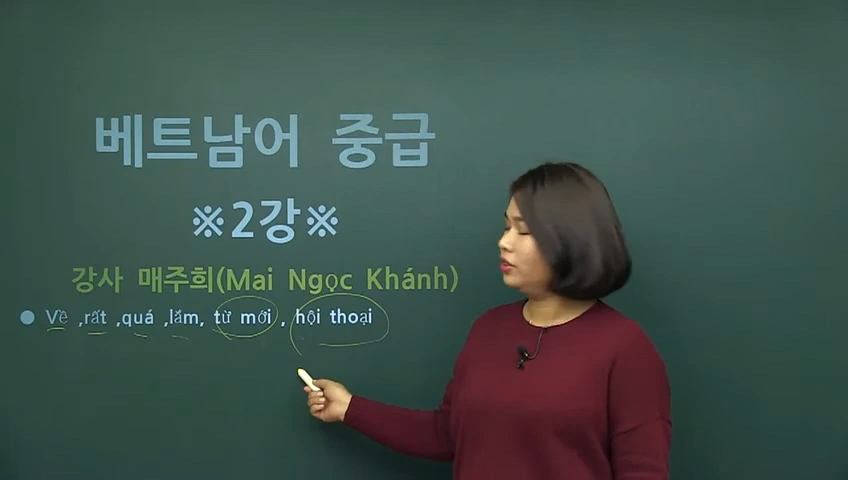 베트남어 중급
※2강※
강사 매주희(Mai Ngọc Khánh)
● Về ,rất ,quá ,lắm, từ mới , hội thoại